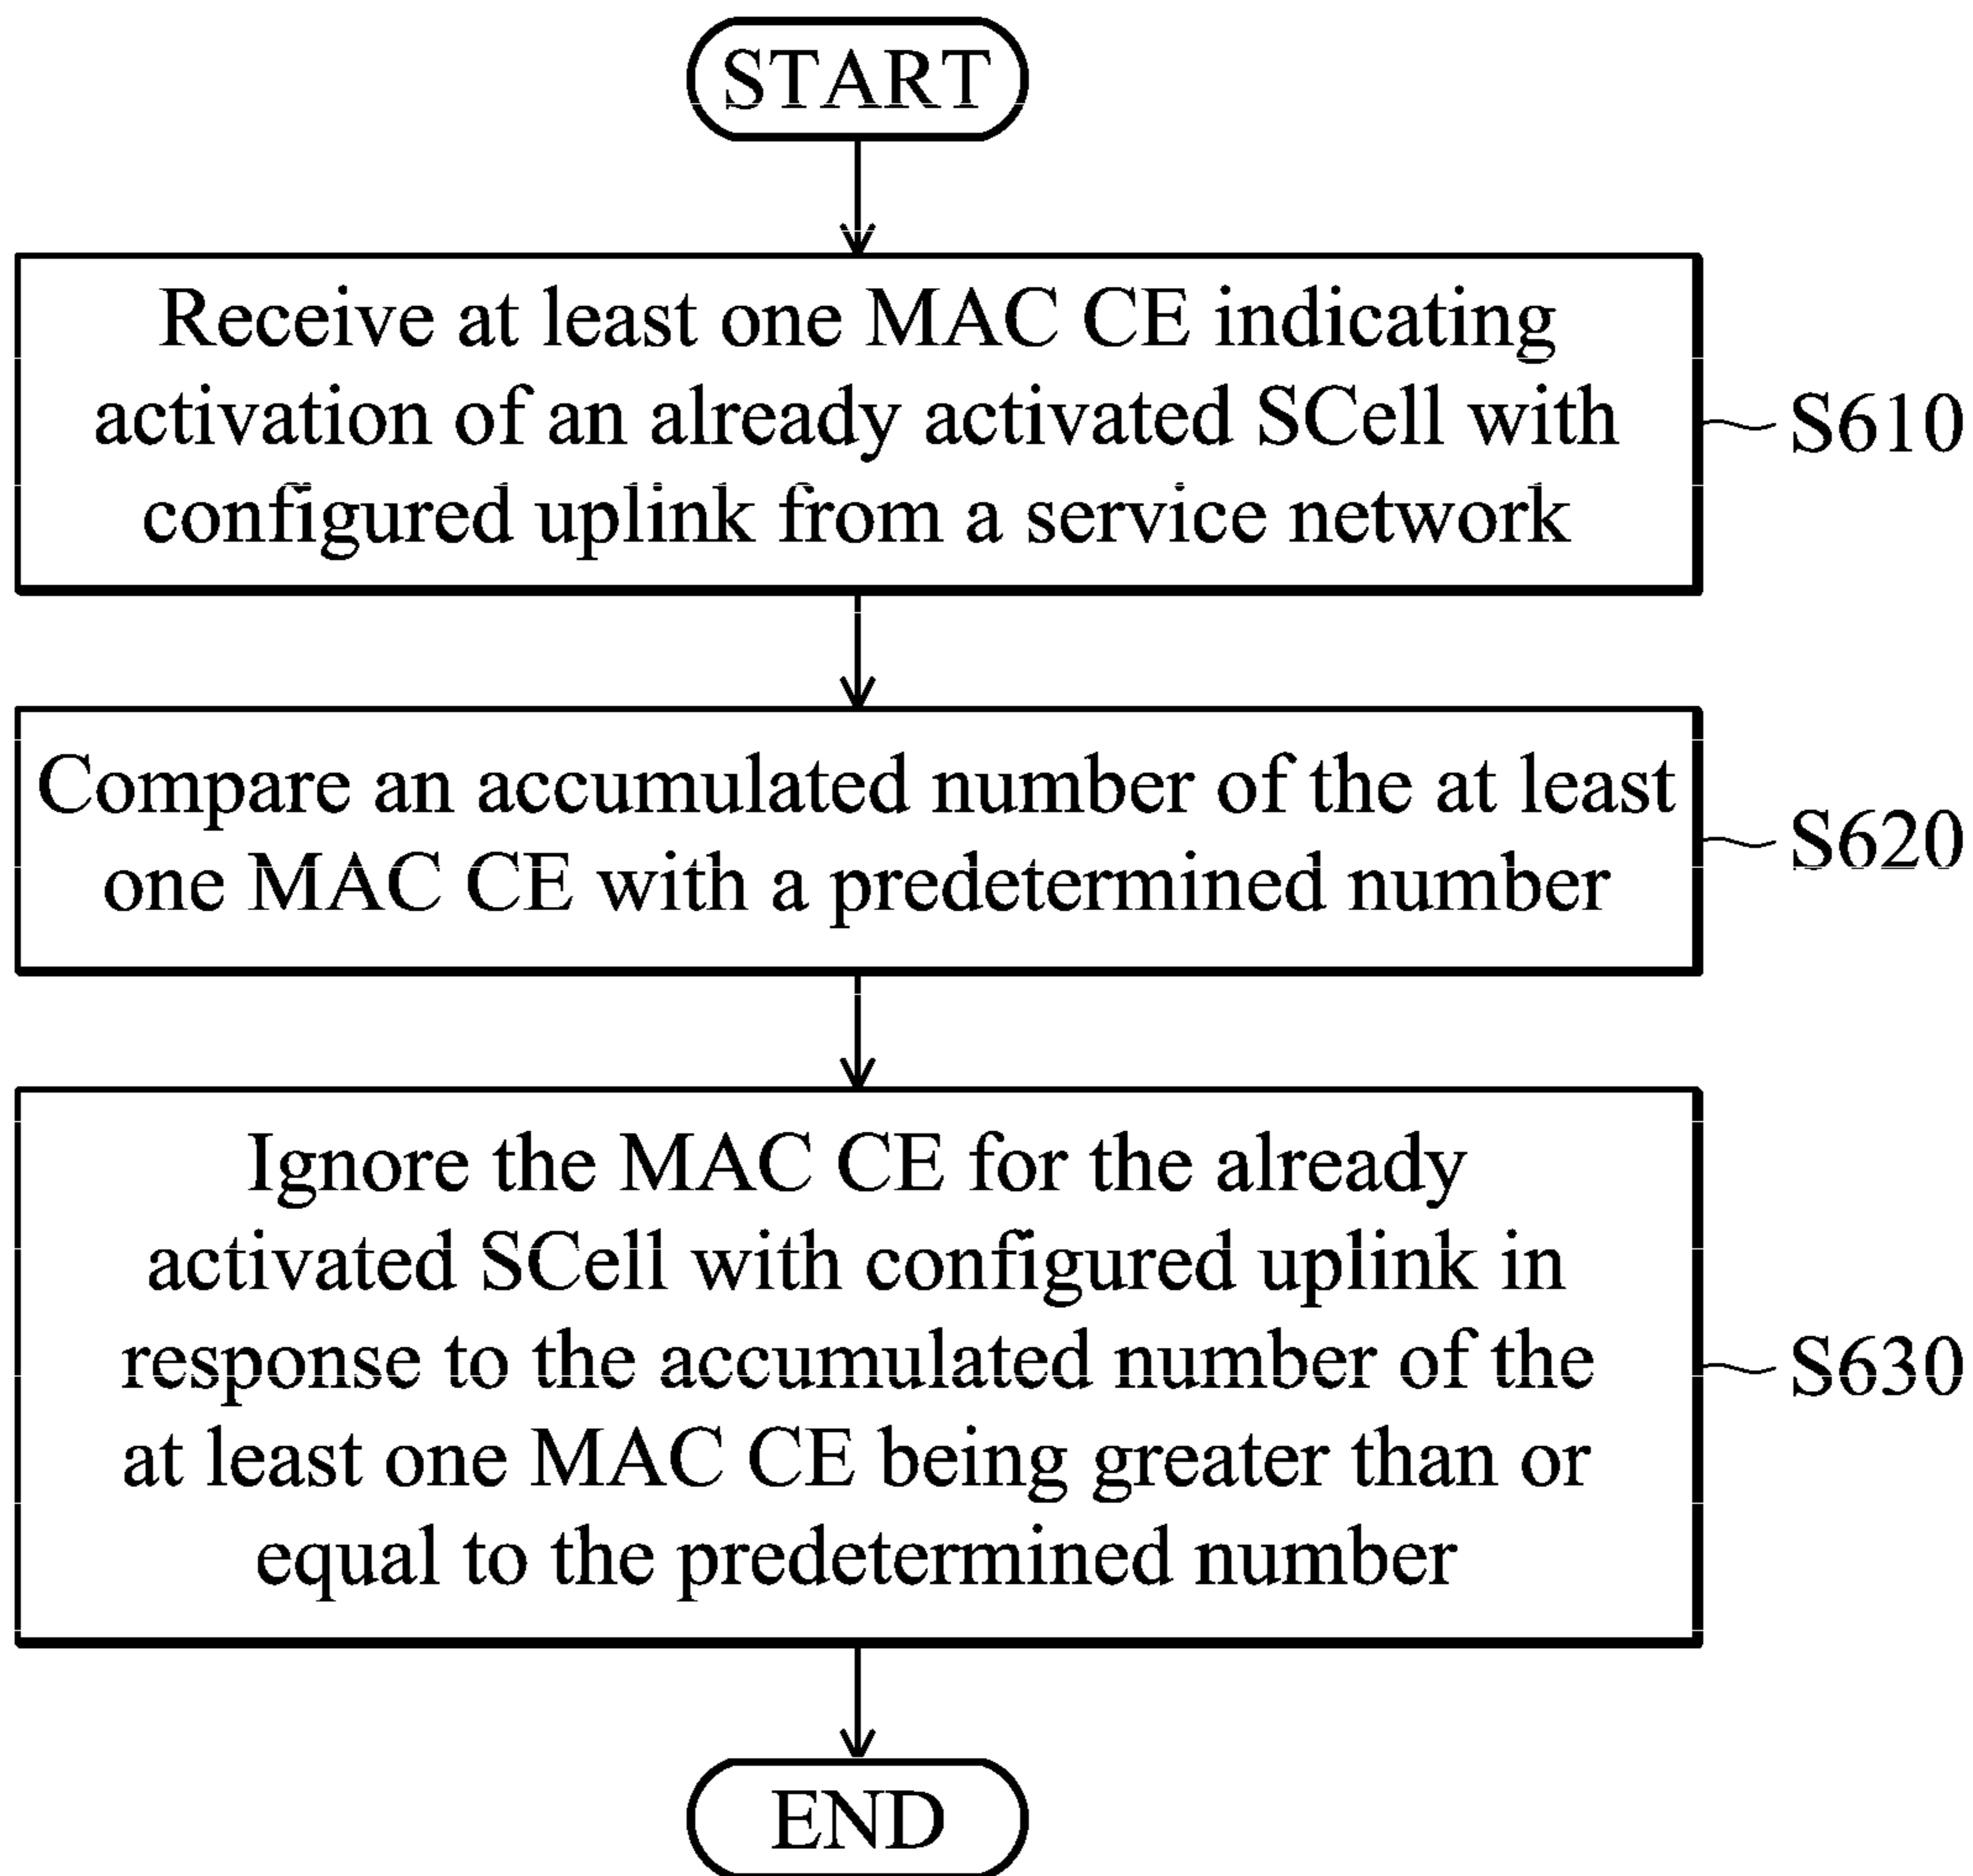 START
Receive at least one MAC CE indicating
activation of an already activated SCell with
configured uplink from a service network
S610
Compare an accumulated number of the at least
one MAC CE with a predetermined number
S620
Ignore the MAC CE for the already
activated SCell with configured uplink in
response to the accumulated number of the
at least one MAC CE being greater than or
equal to the predetermined number
S630
END